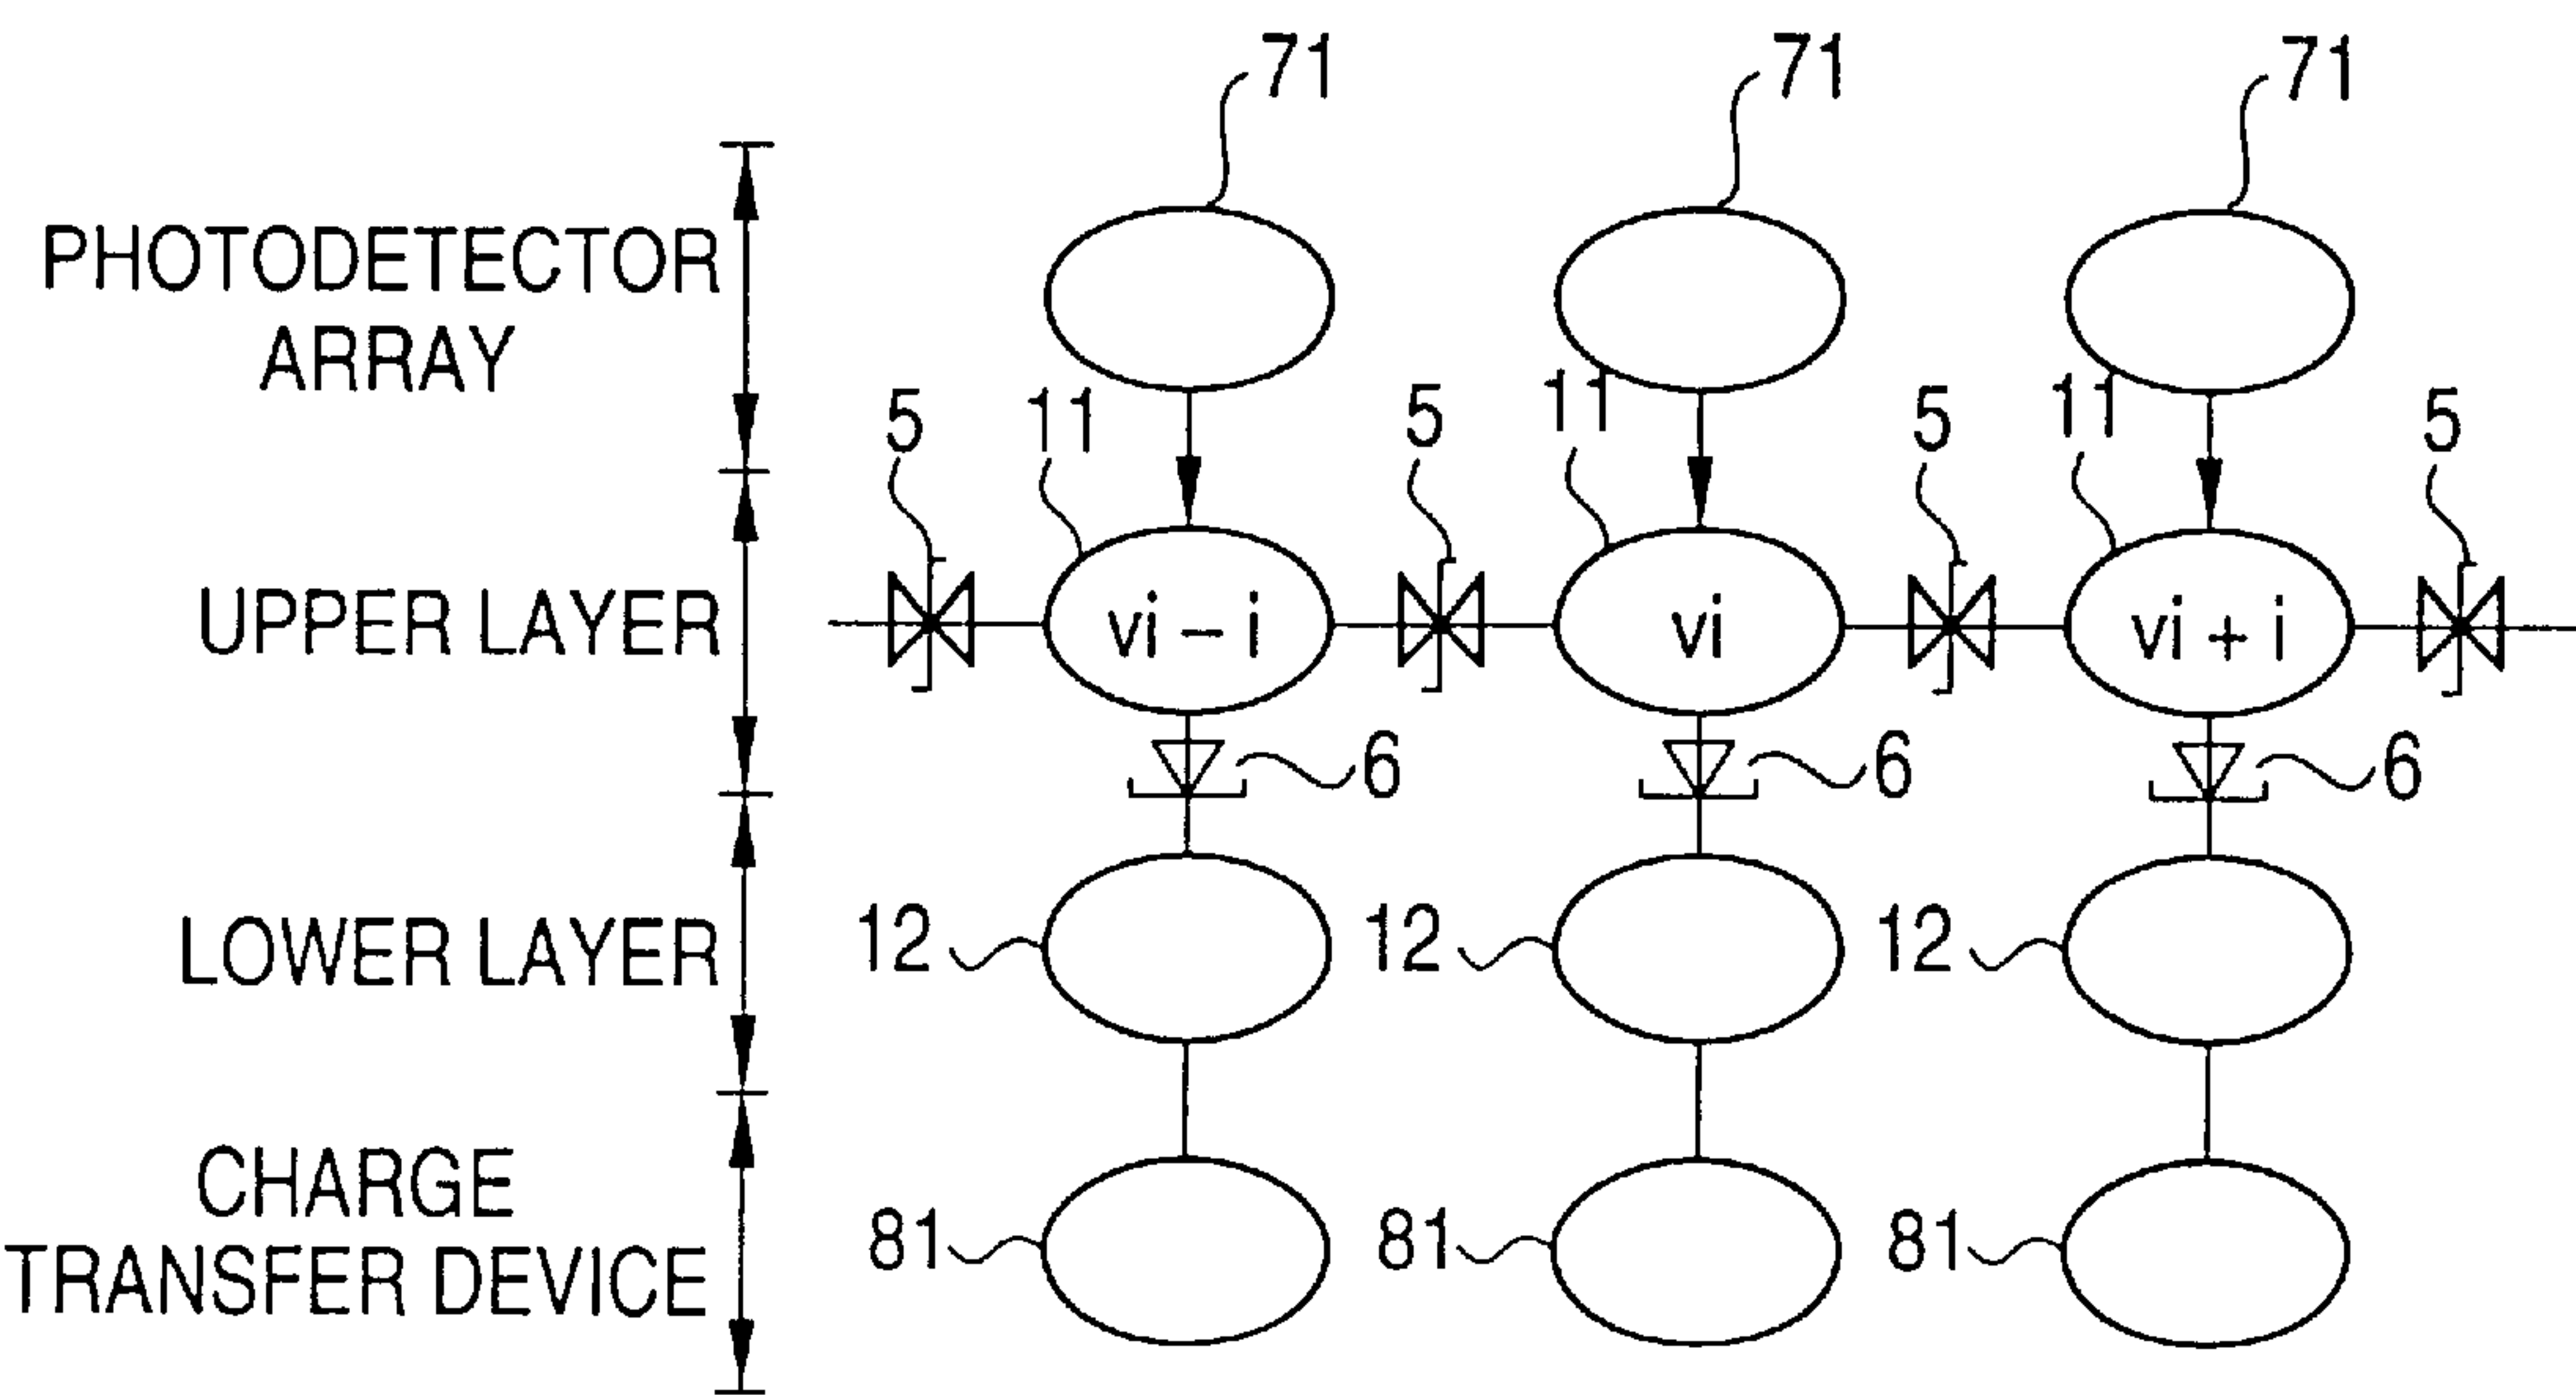 71 71 71
PHOTODETECTOR
ARRAY
5 11 5 11 5 11 5
UPPER LAYER
vi – i vi vi + i
6 6 6
LOWER LAYER
12 12 12
CHARGE
TRANSFER DEVICE
81 81 81